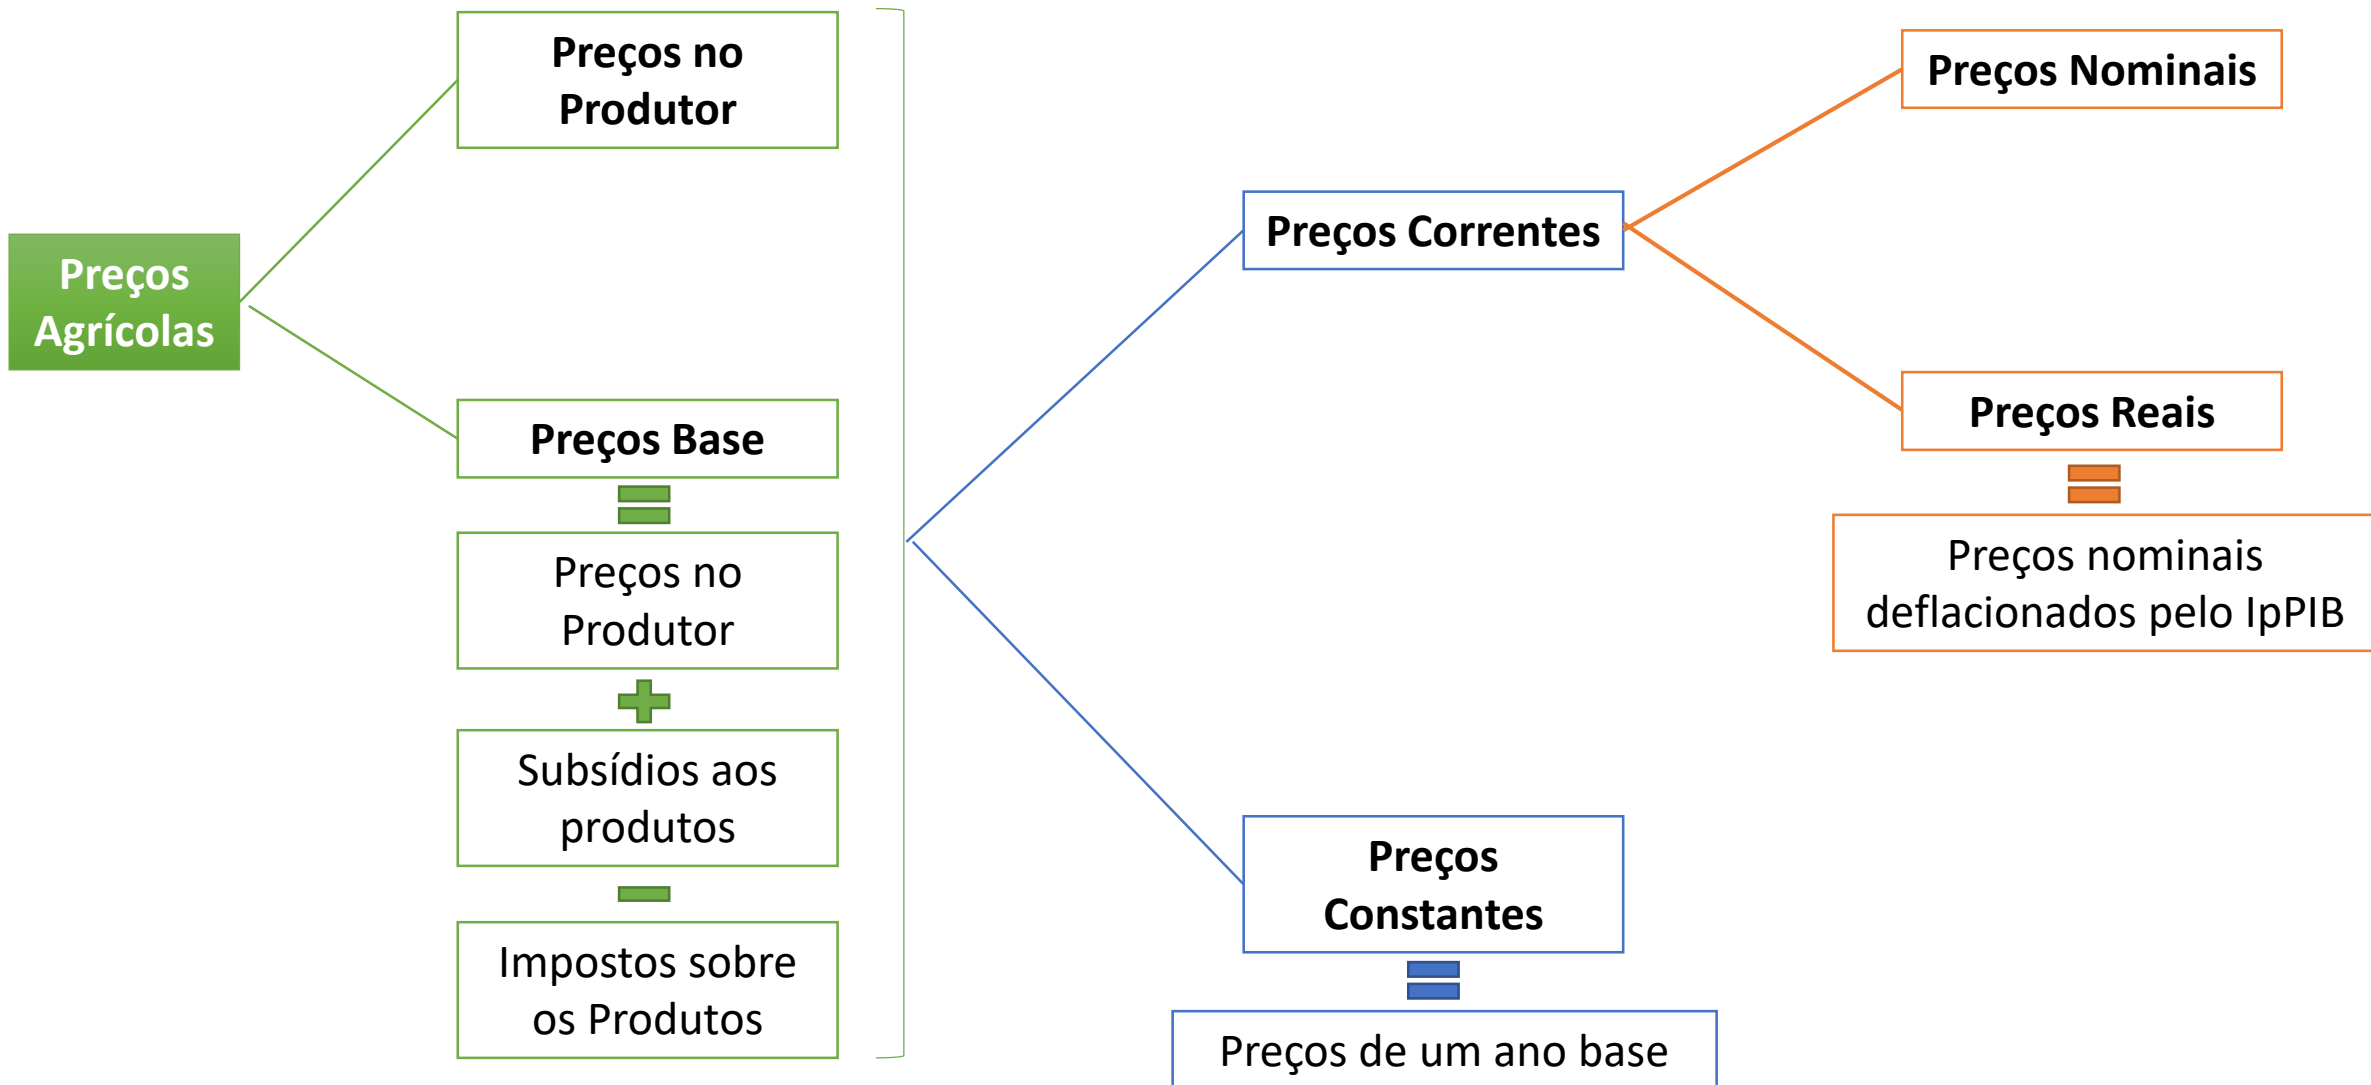 Preços
Agrícolas
Preços no
Produtor
Preços Base
Preços no
Produtor
Subsídios aos
produtos
Impostos sobre
os Produtos
Preços Correntes
Preços
Constantes
Preços de um ano base
Preços Nominais
Preços Reais
Preços nominais
deflacionados pelo IpPIB